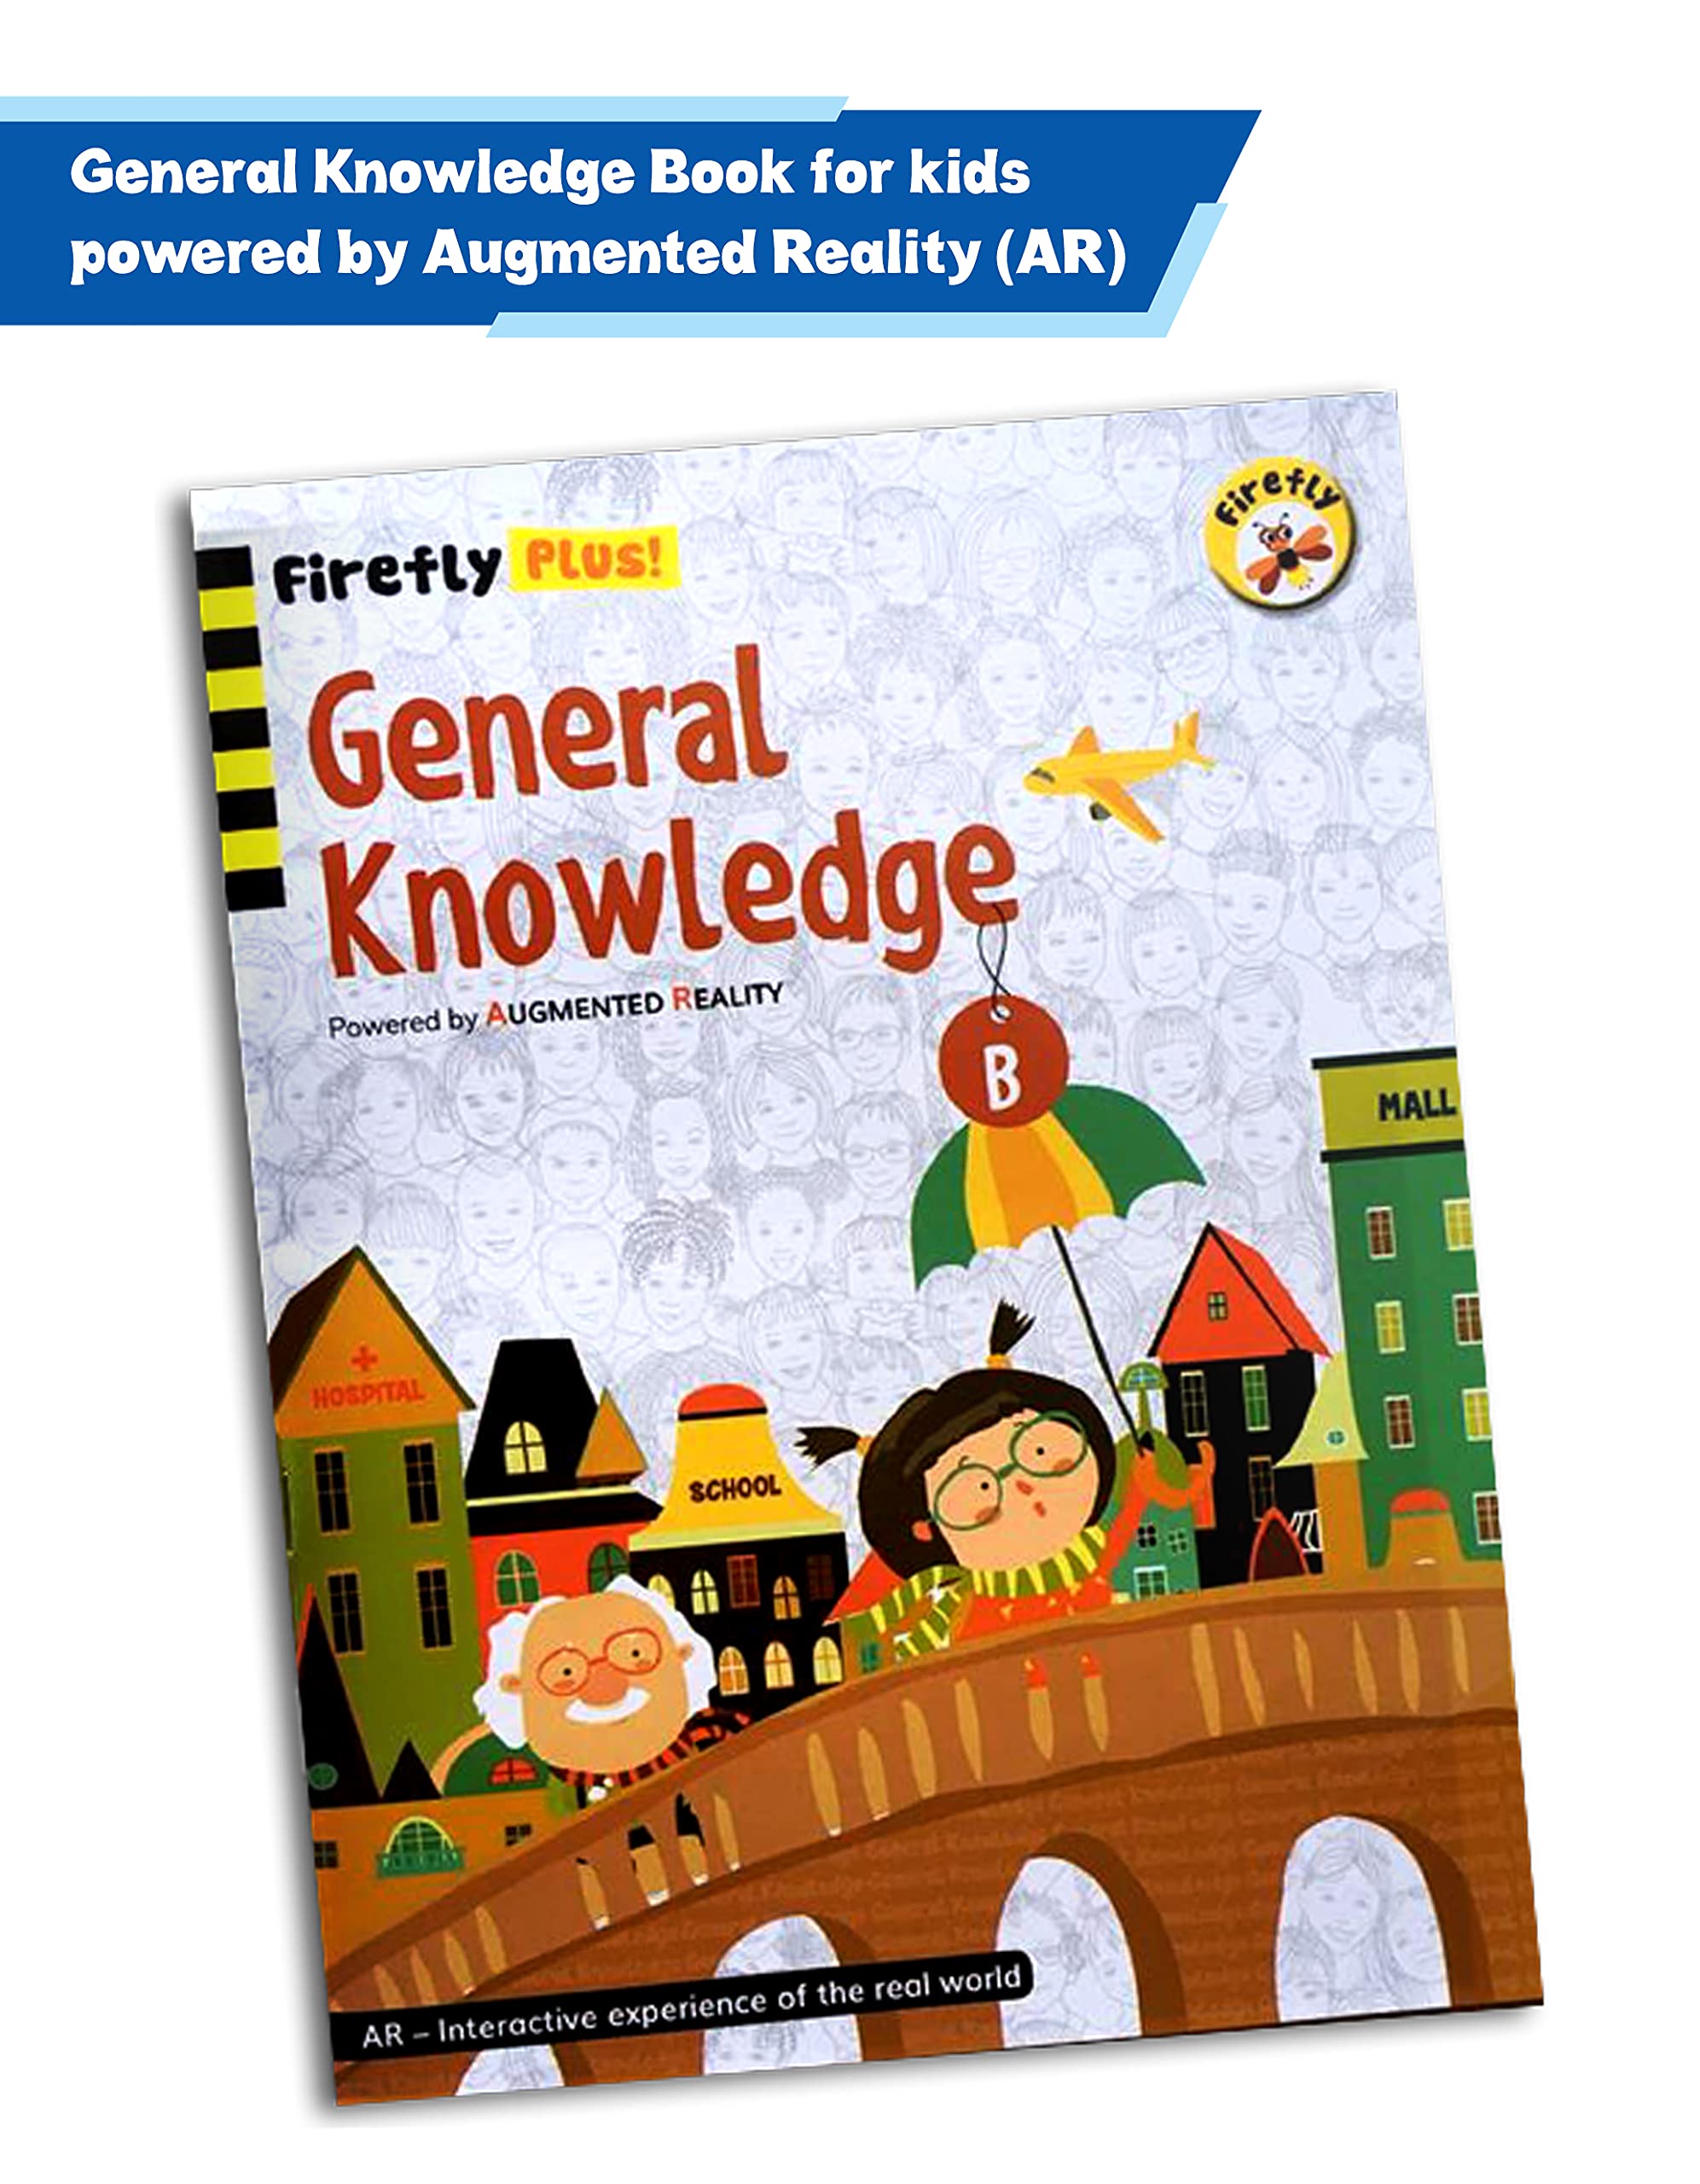 General Knowledge Book for kids
powered by Augmented Reality (AR)
Firefly PLUS!
Firefly
General
Knowledge
Powered by AUGMENTED REALITY
B
MALL
HOSPITAL
SCHOOL
AR – Interactive experience of the real world